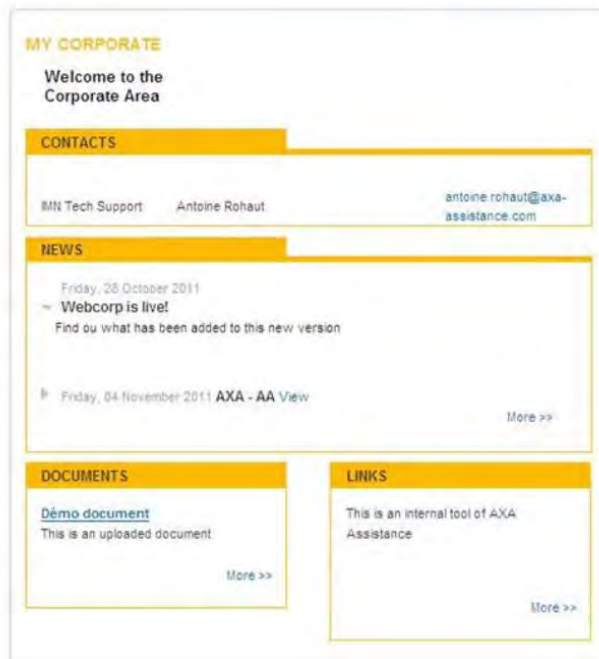 MY CORPORATE
Welcome to the
Corporate Area
CONTACTS
IMN Tech Support Antoine Rohaut antoine.rohaut@axa-
assistance.com
NEWS
Friday, 28 October 2011
Webcorp is live!
Find ou what has been added to this new version
Friday, 04 November 2011 AXA - AA View
More >>
DOCUMENTS
Démo document
This is an uploaded document
More >>
LINKS
This is an internal tool of AXA
Assistance
More >>